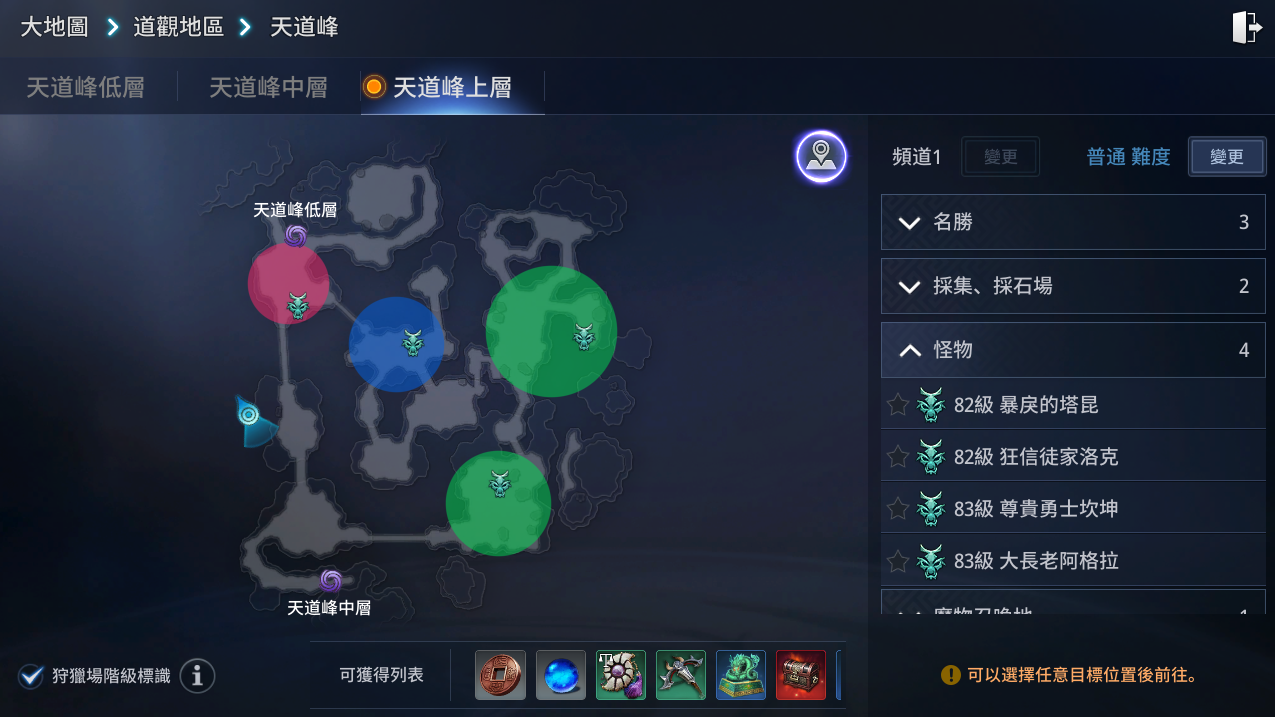 大地圖 道觀地區 天道峰
天道峰低層 天道峰中層 天道峰上層
頻道1 變更 普通 難度 變更
天道峰低層
天道峰中層
名勝 3
採集、採石場 2
怪物 4
82級 暴戾的塔昆
82級 狂信徒家洛克
83級 尊貴勇士坎坤
83級 大長老阿格拉
狩獵場階級標識
可獲得列表
可以選擇任意目標位置後前往。